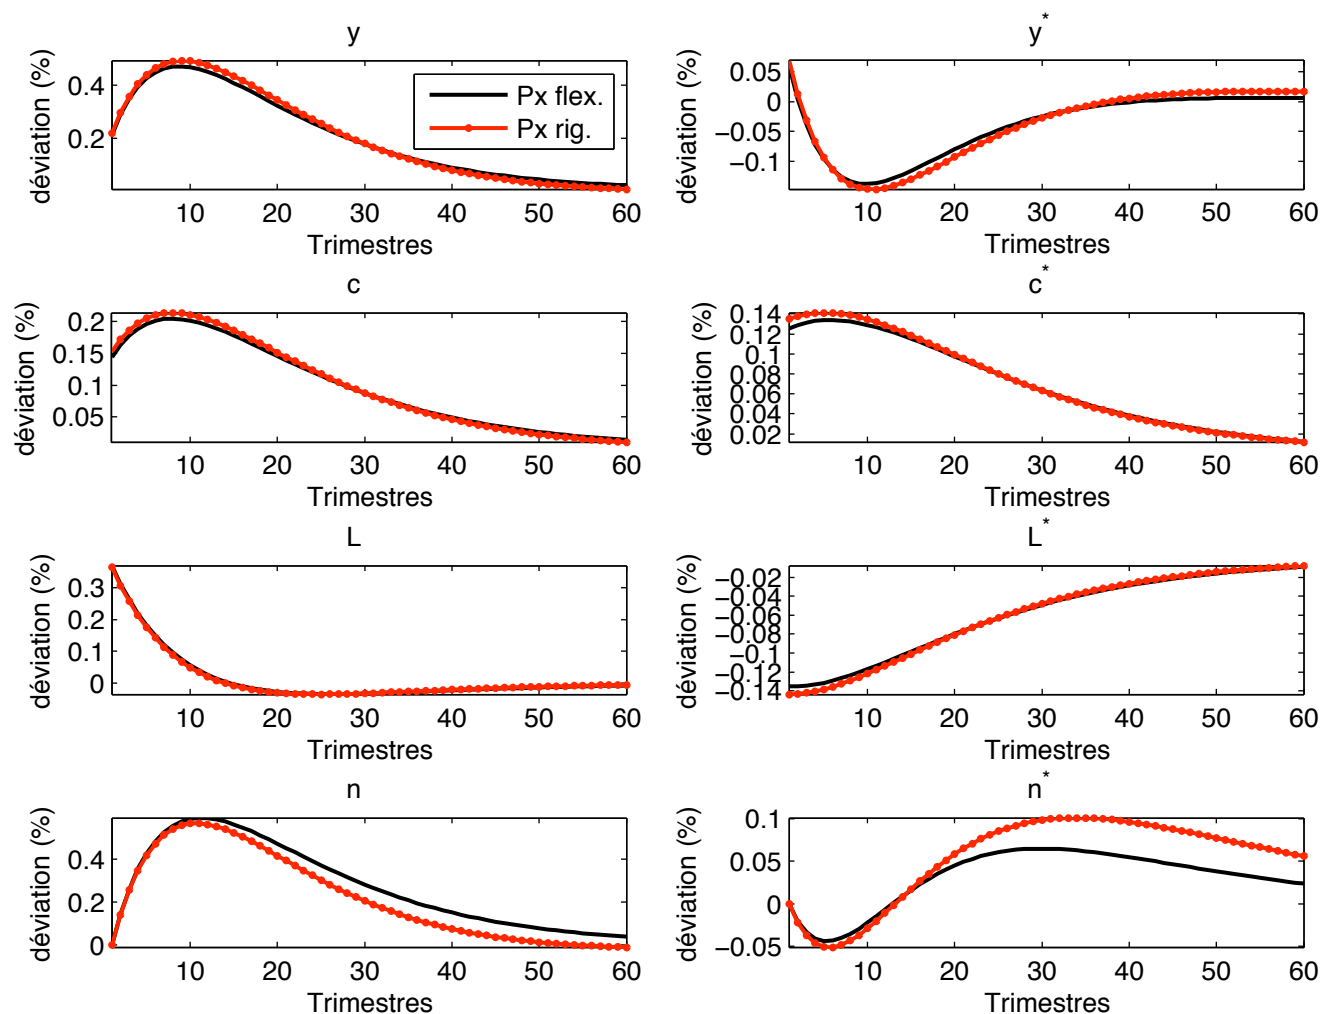 y
déviation (%)
0.4
0.2
10 20 30 40 50 60
Trimestres
Px flex.
Px rig.
y*
déviation (%)
0.05
0
−0.05
−0.1
10 20 30 40 50 60
Trimestres
c
déviation (%)
0.2
0.15
0.1
0.05
10 20 30 40 50 60
Trimestres
c*
déviation (%)
0.14
0.12
0.1
0.08
0.06
0.04
0.02
10 20 30 40 50 60
Trimestres
L
déviation (%)
0.3
0.2
0.1
0
10 20 30 40 50 60
Trimestres
L*
déviation (%)
−0.02
−0.04
−0.06
−0.08
−0.1
−0.12
−0.14
10 20 30 40 50 60
Trimestres
n
déviation (%)
0.4
0.2
0
10 20 30 40 50 60
Trimestres
n*
déviation (%)
0.1
0.05
0
−0.05
10 20 30 40 50 60
Trimestres